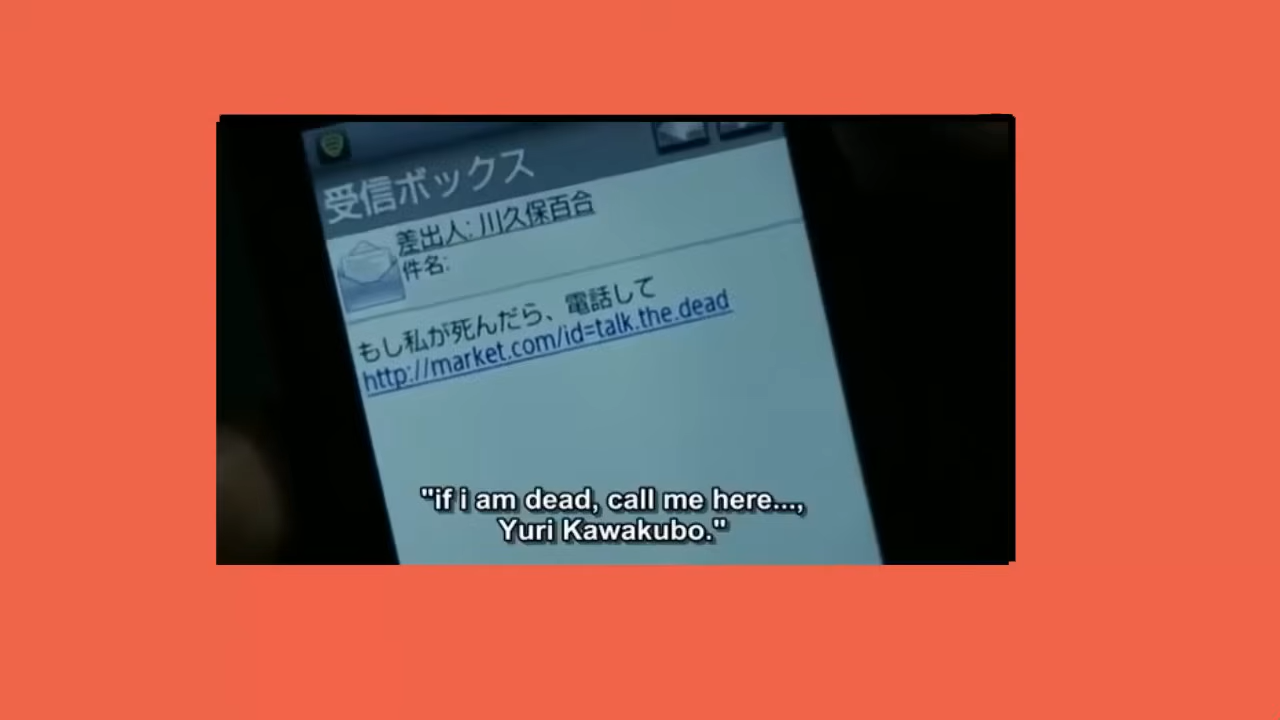 受信ボックス
差出人: 川久保百合
件名:
もし私が死んだら、電話して
http://market.com/id=talk.the.dead
"if i am dead, call me here...,
Yuri Kawakubo."